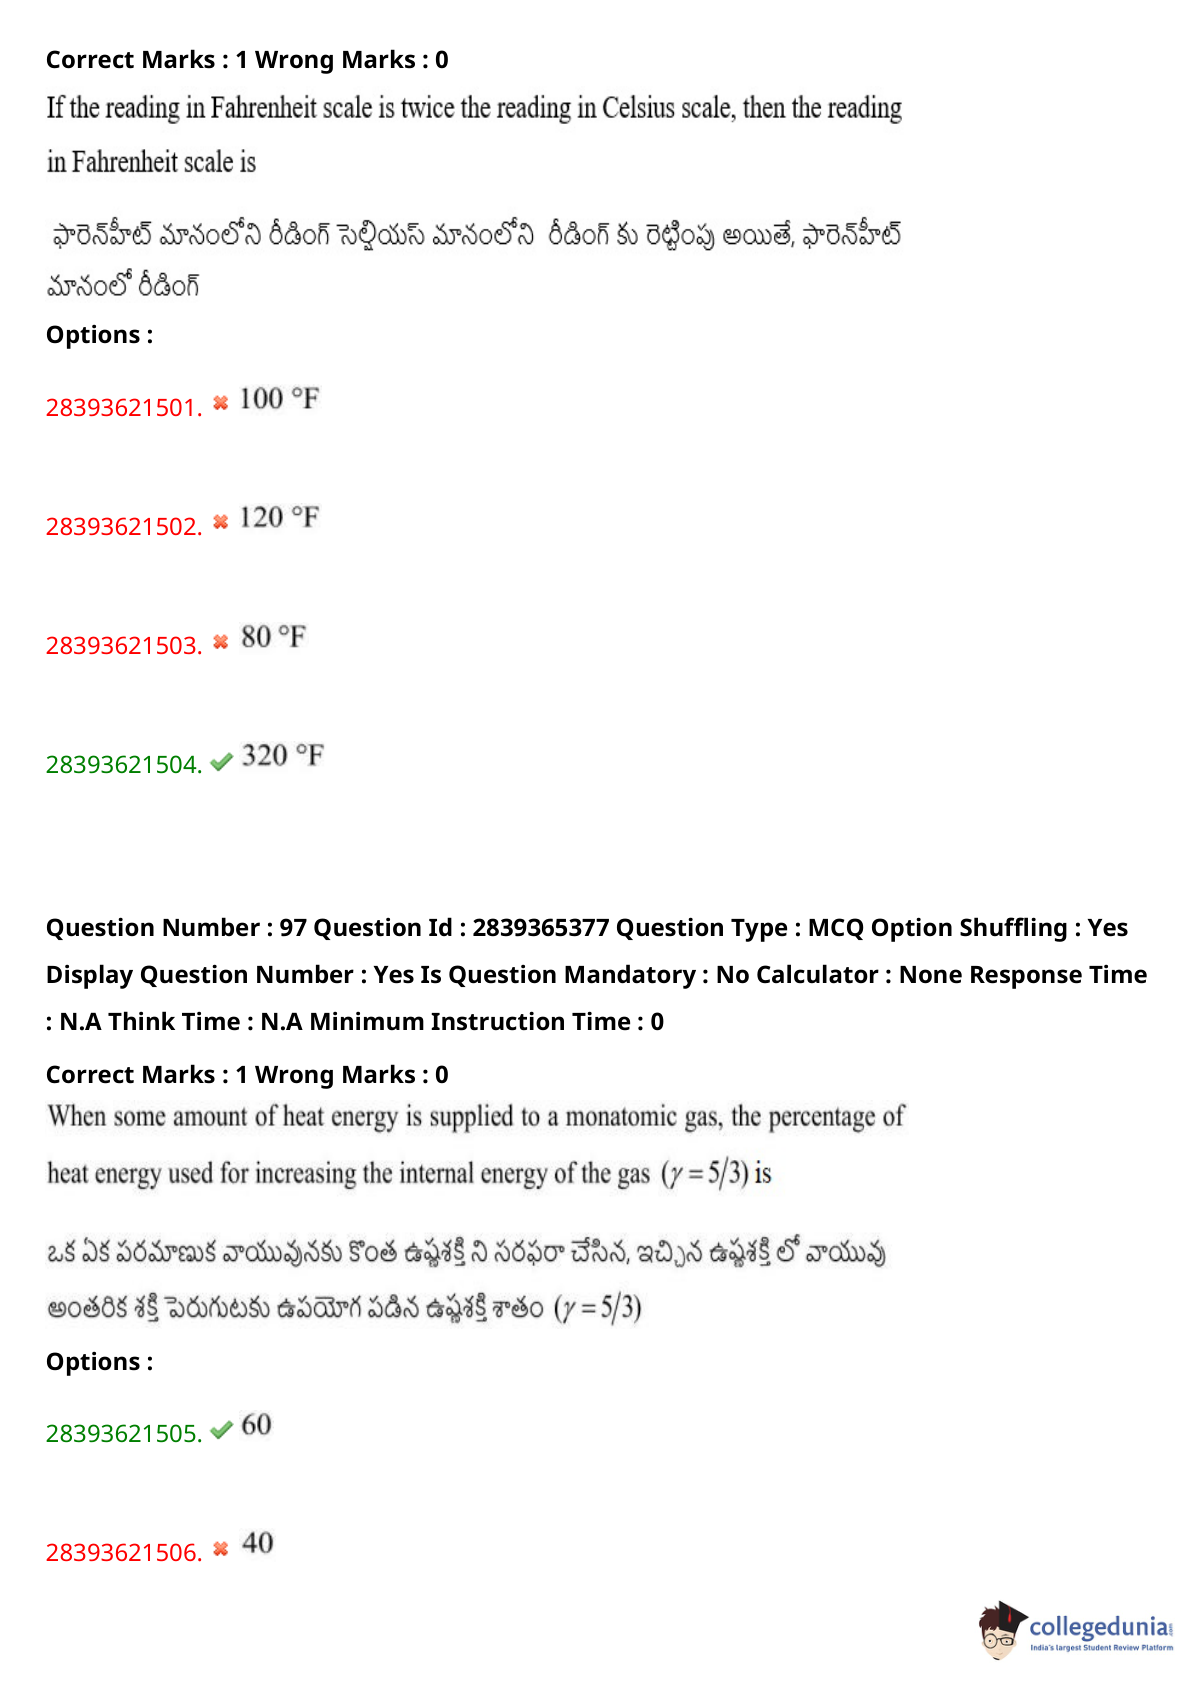 Correct Marks : 1 Wrong Marks : 0
If the reading in Fahrenheit scale is twice the reading in Celsius scale, then the reading
in Fahrenheit scale is
ఫారెన్‌హీట్ మానంలోని రీడింగ్ సెల్షియస్ మానంలోని రీడింగ్ కు రెట్టింపు అయితే, ఫారెన్‌హీట్
మానంలో రీడింగ్
Options :
28393621501. 100 °F
28393621502. 120 °F
28393621503. 80 °F
28393621504. 320 °F
Question Number : 97 Question Id : 2839365377 Question Type : MCQ Option Shuffling : Yes
Display Question Number : Yes Is Question Mandatory : No Calculator : None Response Time
: N.A Think Time : N.A Minimum Instruction Time : 0
Correct Marks : 1 Wrong Marks : 0
When some amount of heat energy is supplied to a monatomic gas, the percentage of
heat energy used for increasing the internal energy of the gas (γ = 5/3) is
ఒక ఏక పరమాణుక వాయువునకు కొంత ఉష్ణశక్తి ని సరఫరా చేసిన, ఇచ్చిన ఉష్ణశక్తి లో వాయువు
అంతరిక శక్తి పెరుగుటకు ఉపయోగ పడిన ఉష్ణశక్తి శాతం (γ = 5/3)
Options :
28393621505. 60
28393621506. 40
collegedunia
India's largest Student Review Platform